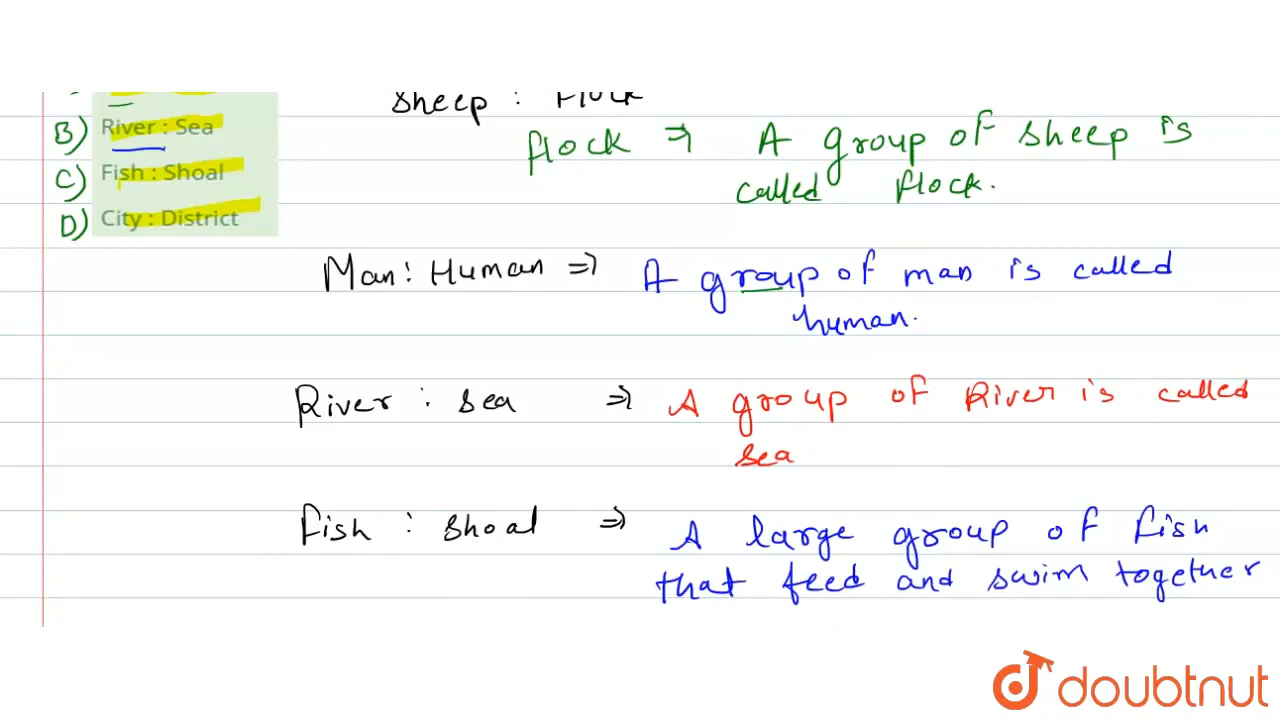 Sheep : Flock
B) River : Sea
flock ⇒ A group of sheep is
called flock.
C) Fish : Shoal
D) City : District
Man : Human ⇒ A group of man is called
human.
River : Sea ⇒ A group of River is called
sea
Fish : Shoal ⇒ A large group of fish
that feed and swim together
doubtnut